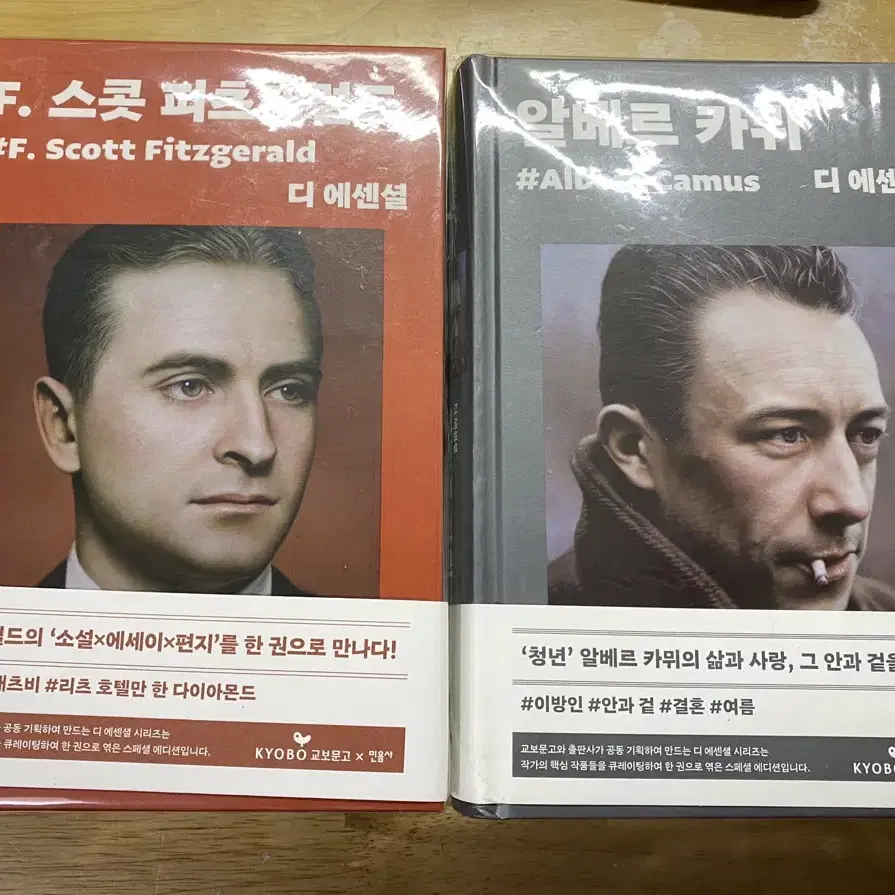 F. 스콧 피츠
#F. Scott Fitzgerald
디 에센셜
'소설×에세이×편지'를 한 권으로 만나다!
#리츠 호텔만 한 다이아몬드
공동 기획하여 만드는 디 에센셜 시리즈는
큐레이팅하여 한 권으로 엮은 스페셜 에디션입니다.
KYOBO 교보문고 × 민음사
알베르 카뮈
#Albert Camus
디 에센
디 에센셜
'청년' 알베르 카뮈의 삶과 사랑, 그 안과 겉을
#이방인 #안과 겉 #결혼 #여름
교보문고와 출판사가 공동 기획하여 만드는 디 에센셜 시리즈는
작가의 핵심 작품들을 큐레이팅하여 한 권으로 엮은 스페셜 에디션입니다.
KYOBO